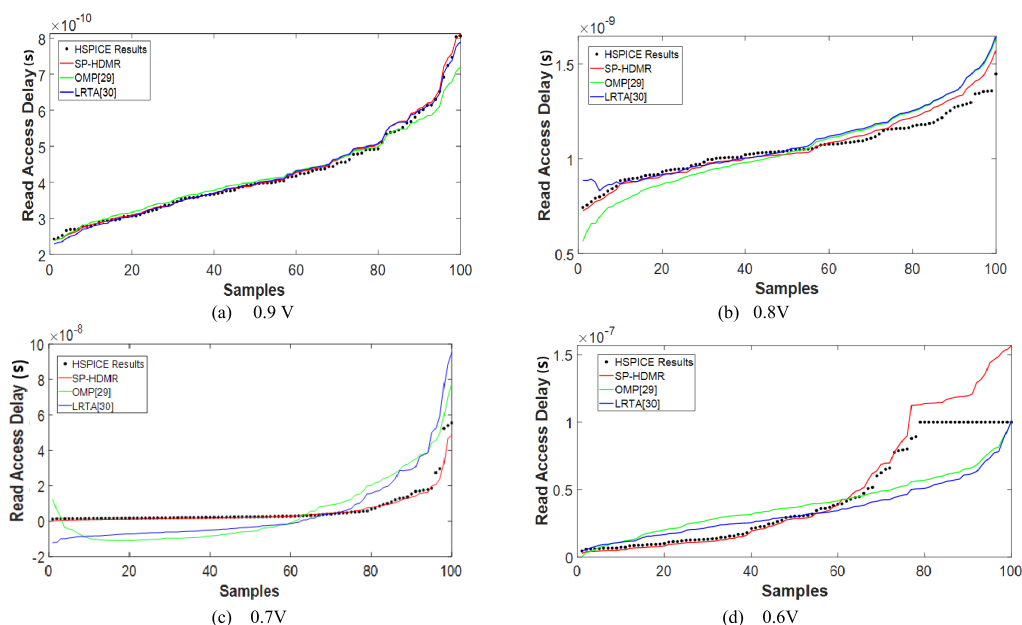 ×10⁻¹⁰
Read Access Delay (s)
8
7
6
5
4
3
2
HSPICE Results
SP-HDMR
OMP[29]
LRTA[30]
0 20 40 60 80 100
Samples
(a) 0.9 V
×10⁻⁹
Read Access Delay (s)
1.5
1
0.5
HSPICE Results
SP-HDMR
OMP[29]
LRTA[30]
0 20 40 60 80 100
Samples
(b) 0.8V
×10⁻⁸
Read Access Delay (s)
10
8
6
4
2
0
-2
HSPICE Results
SP-HDMR
OMP[29]
LRTA[30]
0 20 40 60 80 100
Samples
(c) 0.7V
×10⁻⁷
Read Access Delay (s)
1.5
1
0.5
0
HSPICE Results
SP-HDMR
OMP[29]
LRTA[30]
0 20 40 60 80 100
Samples
(d) 0.6V